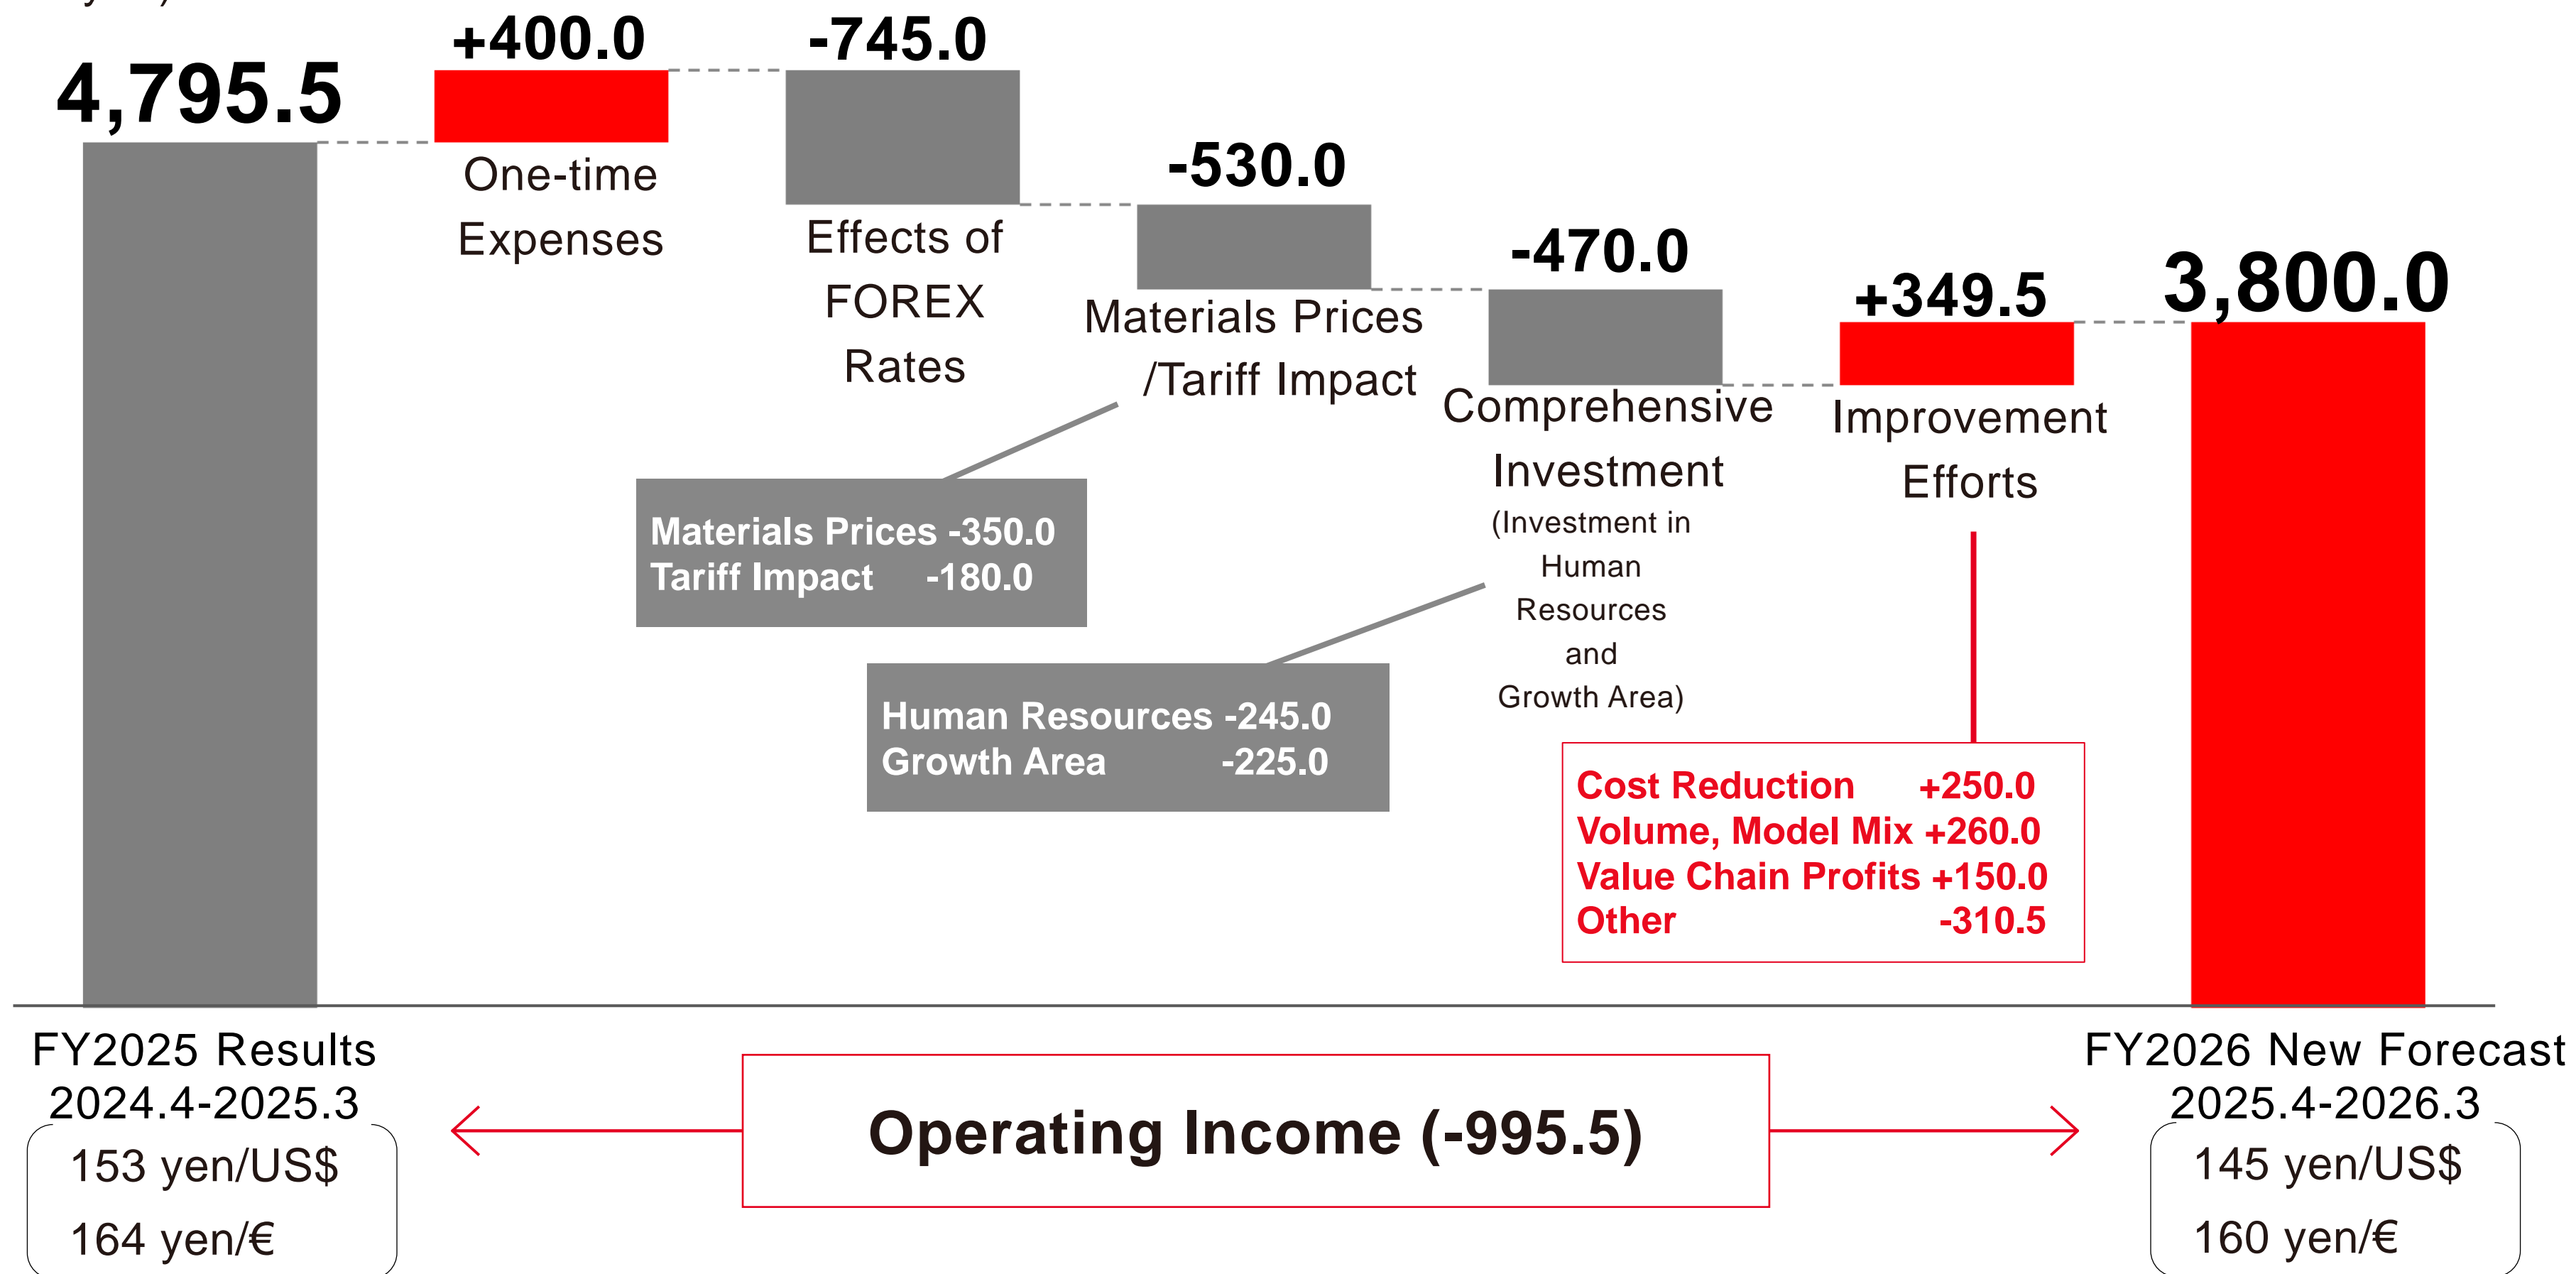 +400.0
-745.0
4,795.5
One-time
Expenses
Effects of
FOREX
Rates
-530.0
Materials Prices
/Tariff Impact
-470.0
Comprehensive
Investment
(Investment in
Human
Resources
and
Growth Area)
+349.5
Improvement
Efforts
3,800.0
Materials Prices -350.0
Tariff Impact -180.0
Human Resources -245.0
Growth Area -225.0
Cost Reduction +250.0
Volume, Model Mix +260.0
Value Chain Profits +150.0
Other -310.5
FY2025 Results
2024.4-2025.3
153 yen/US$
164 yen/€
Operating Income (-995.5)
FY2026 New Forecast
2025.4-2026.3
145 yen/US$
160 yen/€